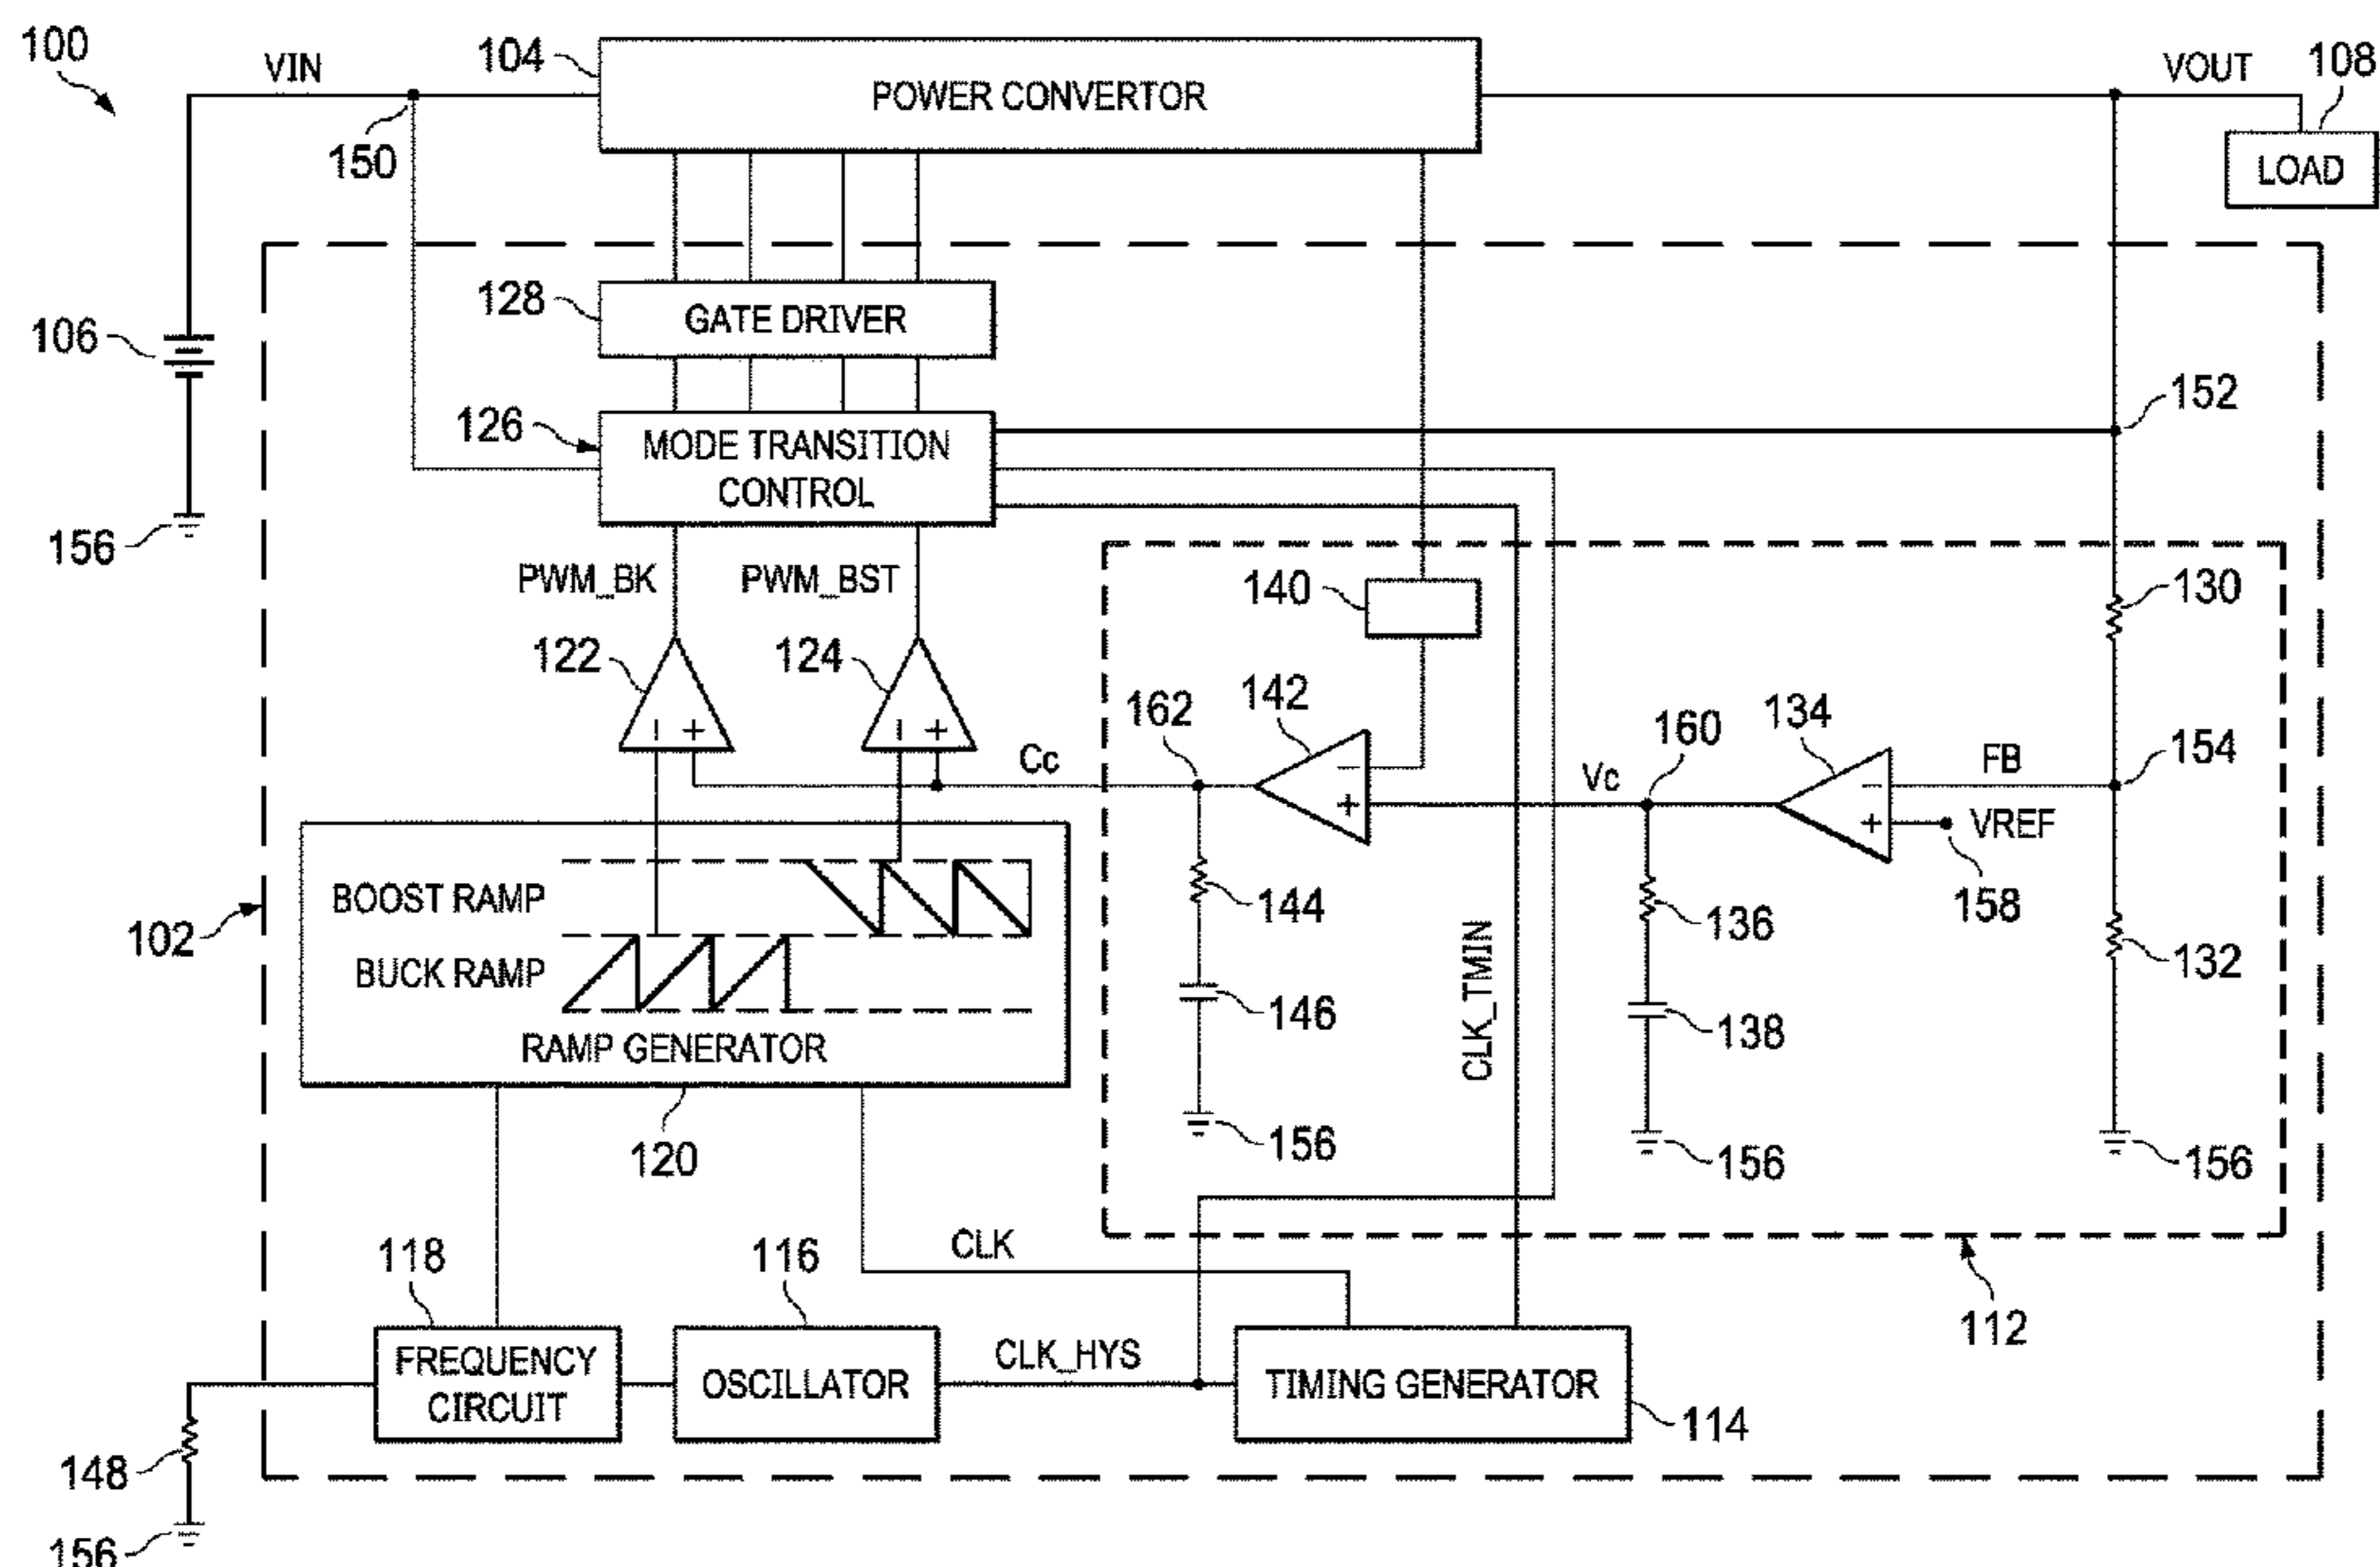 100
VIN
104
POWER CONVERTOR
VOUT
108
150
LOAD
128
GATE DRIVER
106
126
MODE TRANSITION
CONTROL
152
156
PWM_BK
PWM_BST
140
130
122
124
142
162
160
134
154
Cc
Vc
FB
VREF
158
BOOST RAMP
BUCK RAMP
RAMP GENERATOR
102
144
136
132
146
138
CLK_TMIN
120
156
156
156
118
116
CLK
112
FREQUENCY
CIRCUIT
OSCILLATOR
CLK_HYS
TIMING GENERATOR
114
148
156